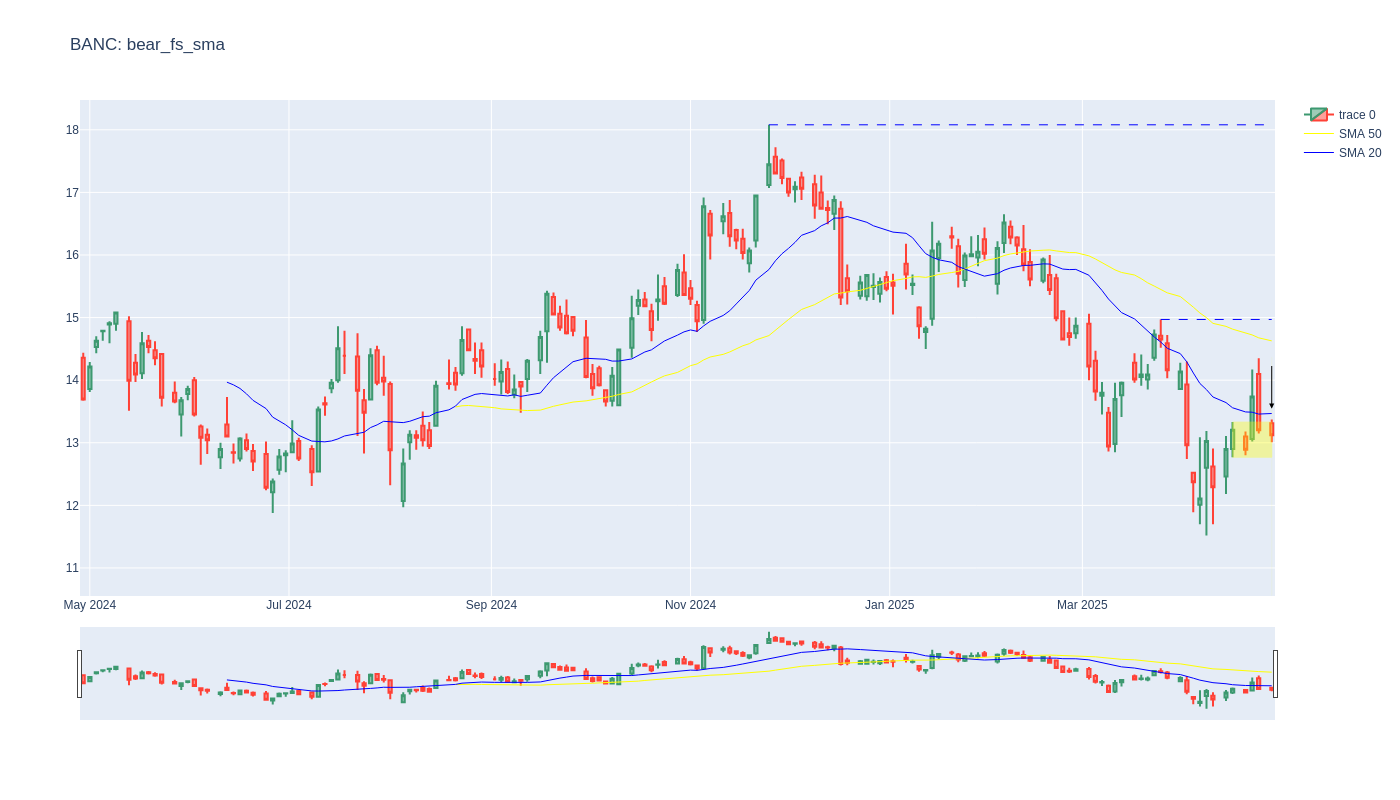 BANC: bear_fs_sma
trace 0
SMA 50
SMA 20
18
17
16
15
14
13
12
11
May 2024
Jul 2024
Sep 2024
Nov 2024
Jan 2025
Mar 2025